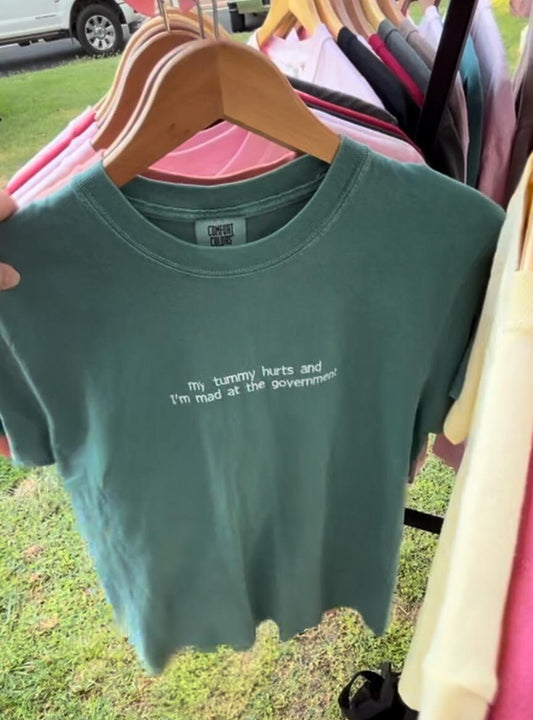 COMFORT
COLORS
my tummy hurts and
I'm mad at the government